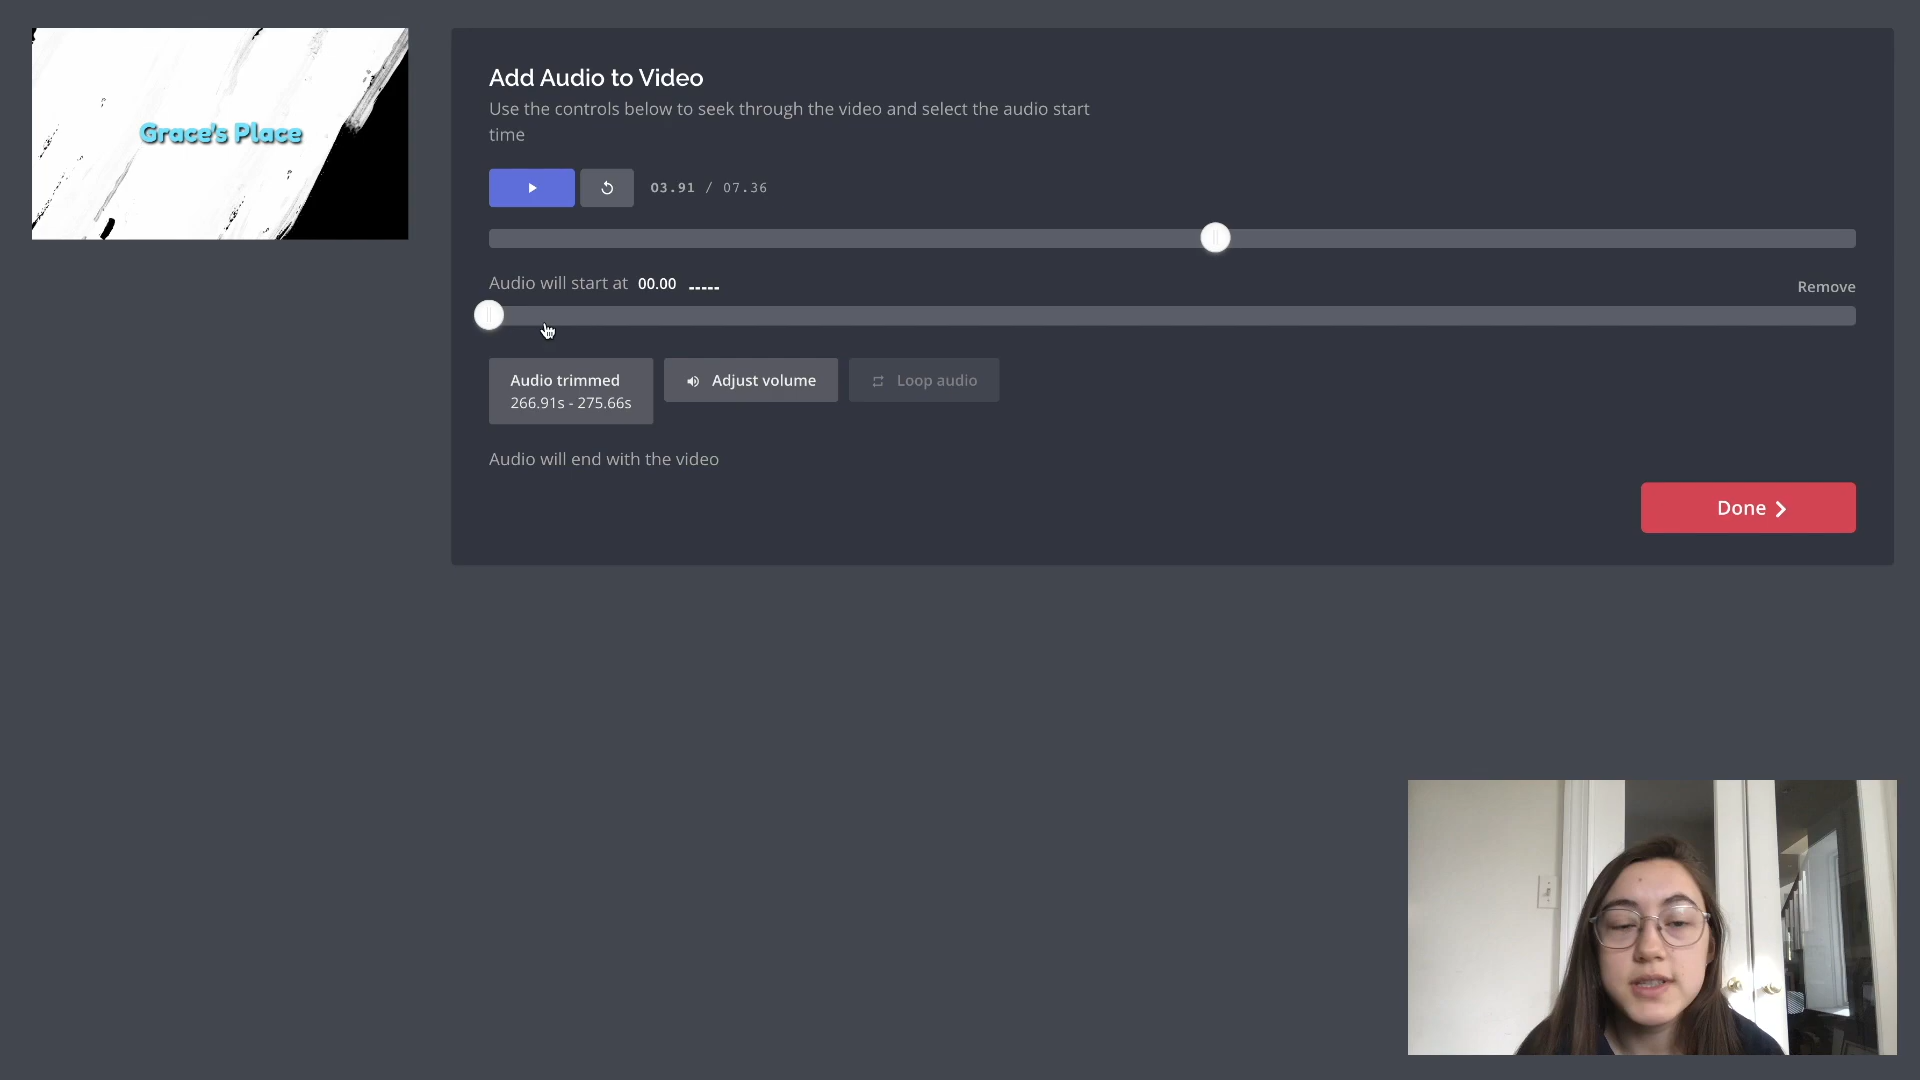 Grace's Place
Add Audio to Video
Use the controls below to seek through the video and select the audio start
time
03.91 / 07.36
Audio will start at 00.00
Remove
Audio trimmed
266.91s - 275.66s
Adjust volume
Loop audio
Audio will end with the video
Done